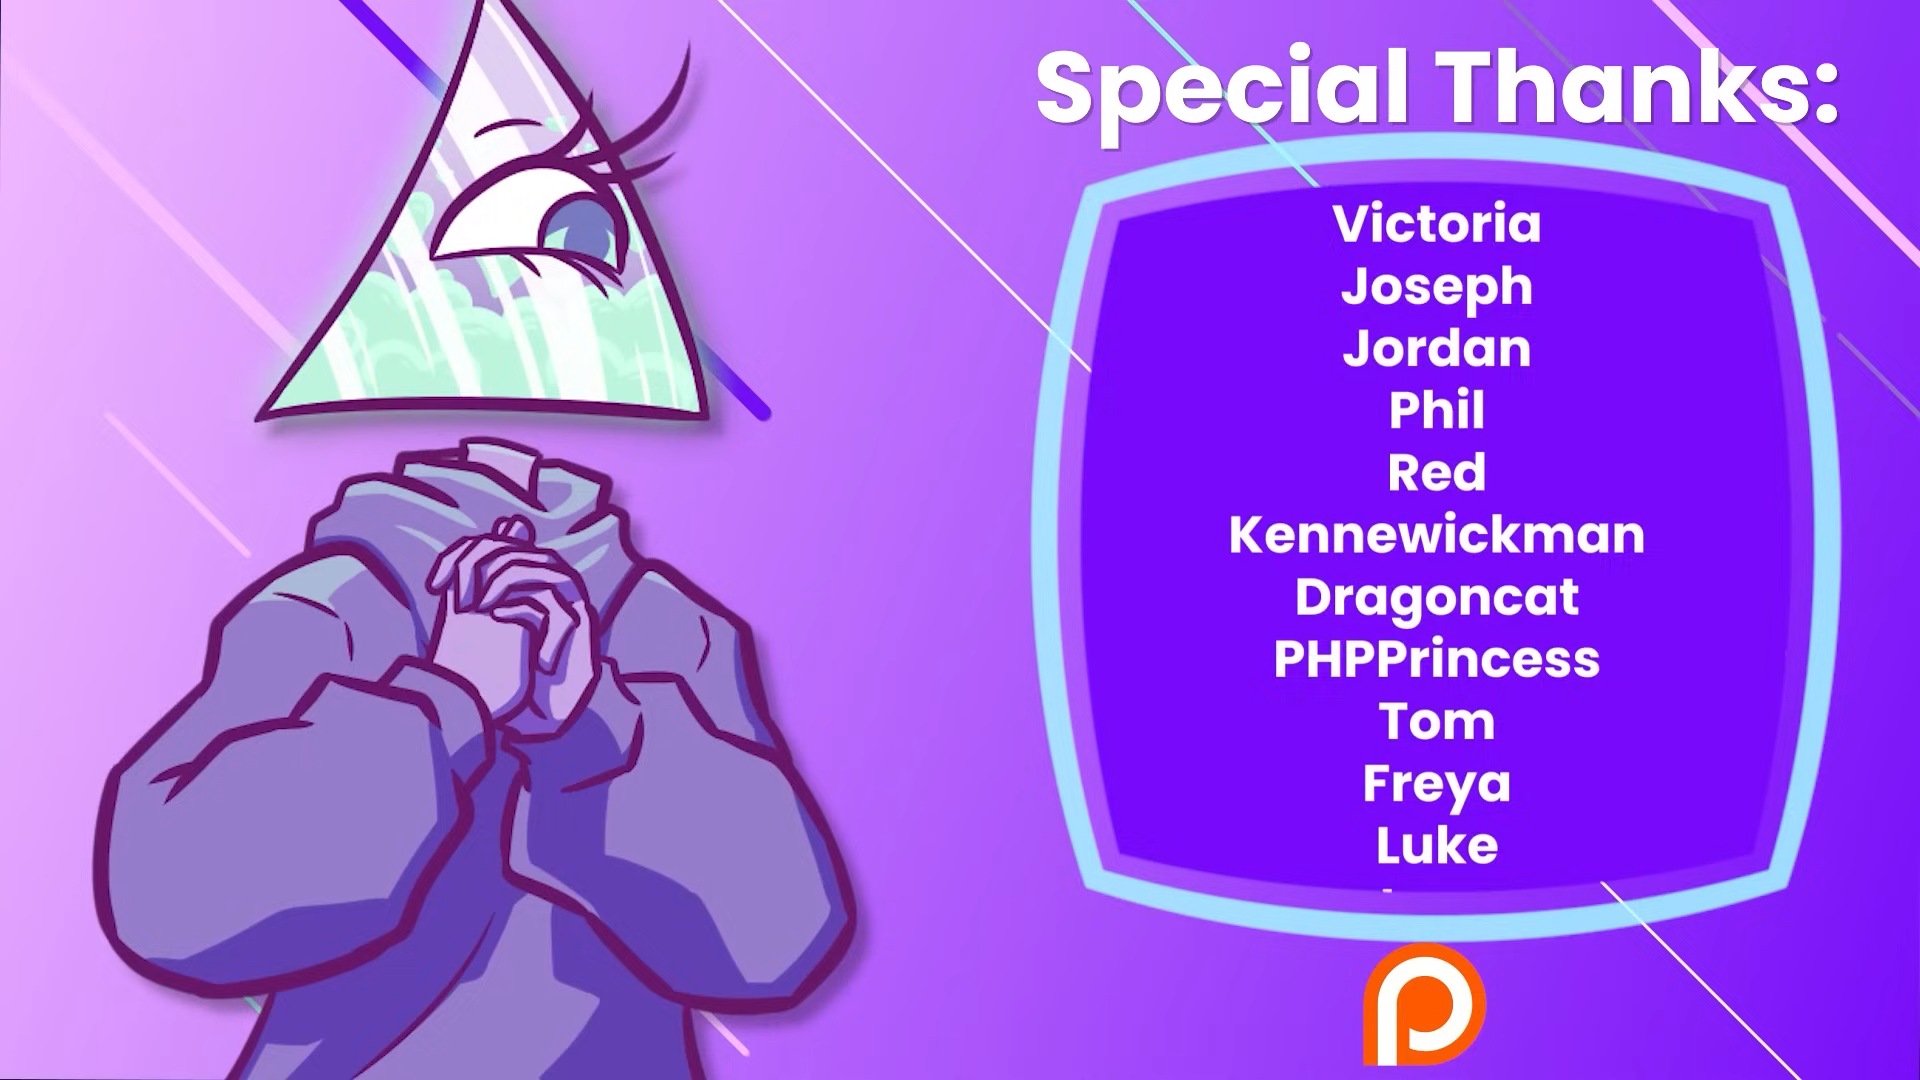 Special Thanks:
Victoria
Joseph
Jordan
Phil
Red
Kennewickman
Dragoncat
PHPPrincess
Tom
Freya
Luke